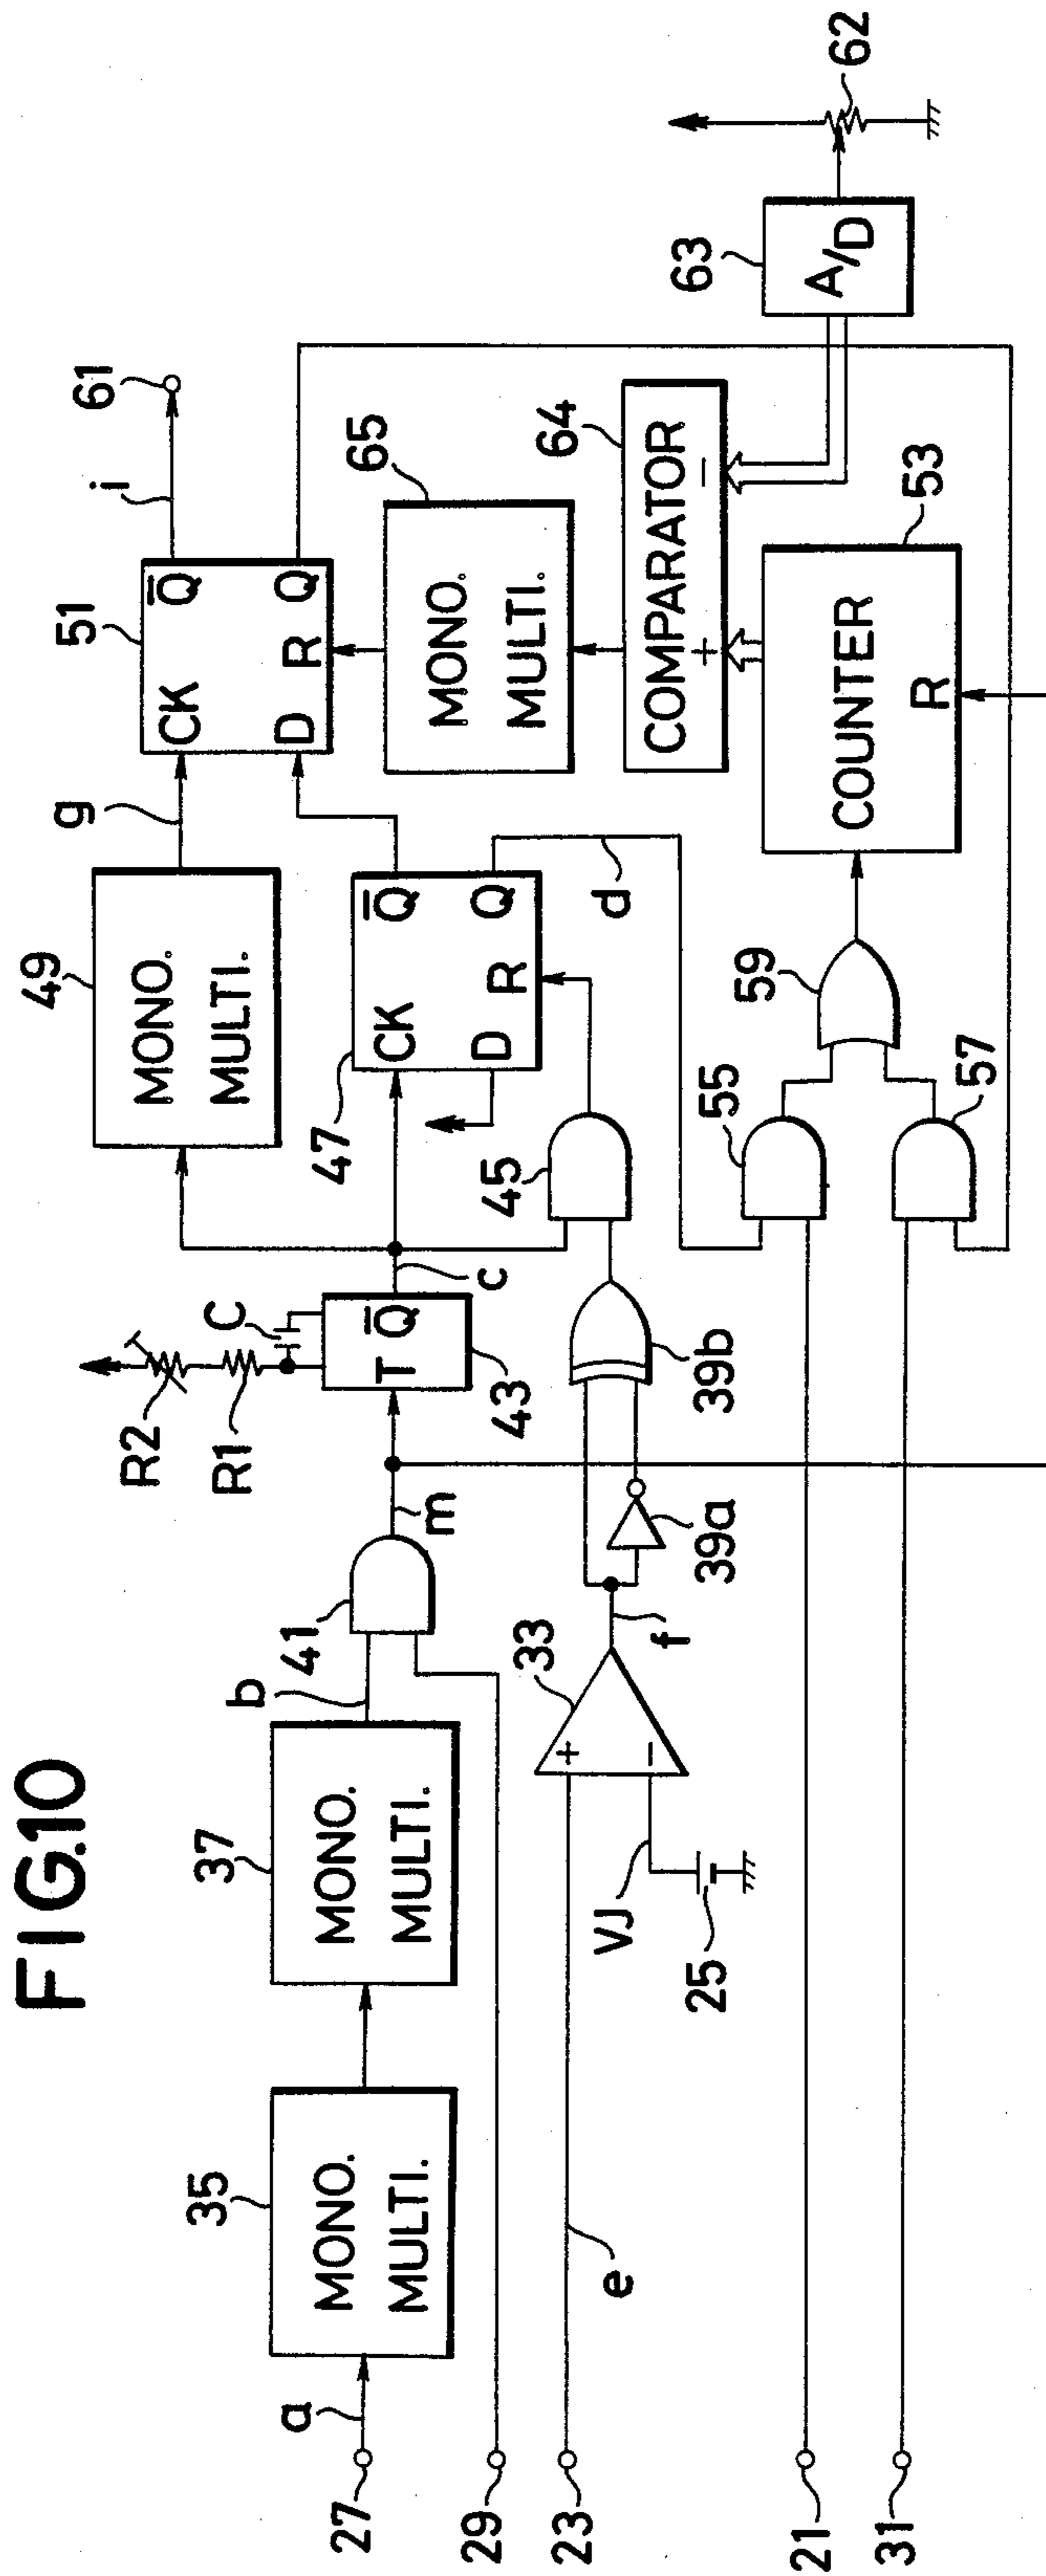 FIG.10
27
a
35
MONO.
MULTI.
37
MONO.
MULTI.
b
41
m
R2
R1
C
T
Q̅
43
c
49
MONO.
MULTI.
g
51
CK
Q̅
D
R
Q
i
61
47
CK
Q̅
D
R
Q
d
45
65
MONO.
MULTI.
64
COMPARATOR
+
−
63
A/D
62
29
23
e
33
+
−
VJ
25
f
39a
39b
21
31
55
57
59
COUNTER
R
53